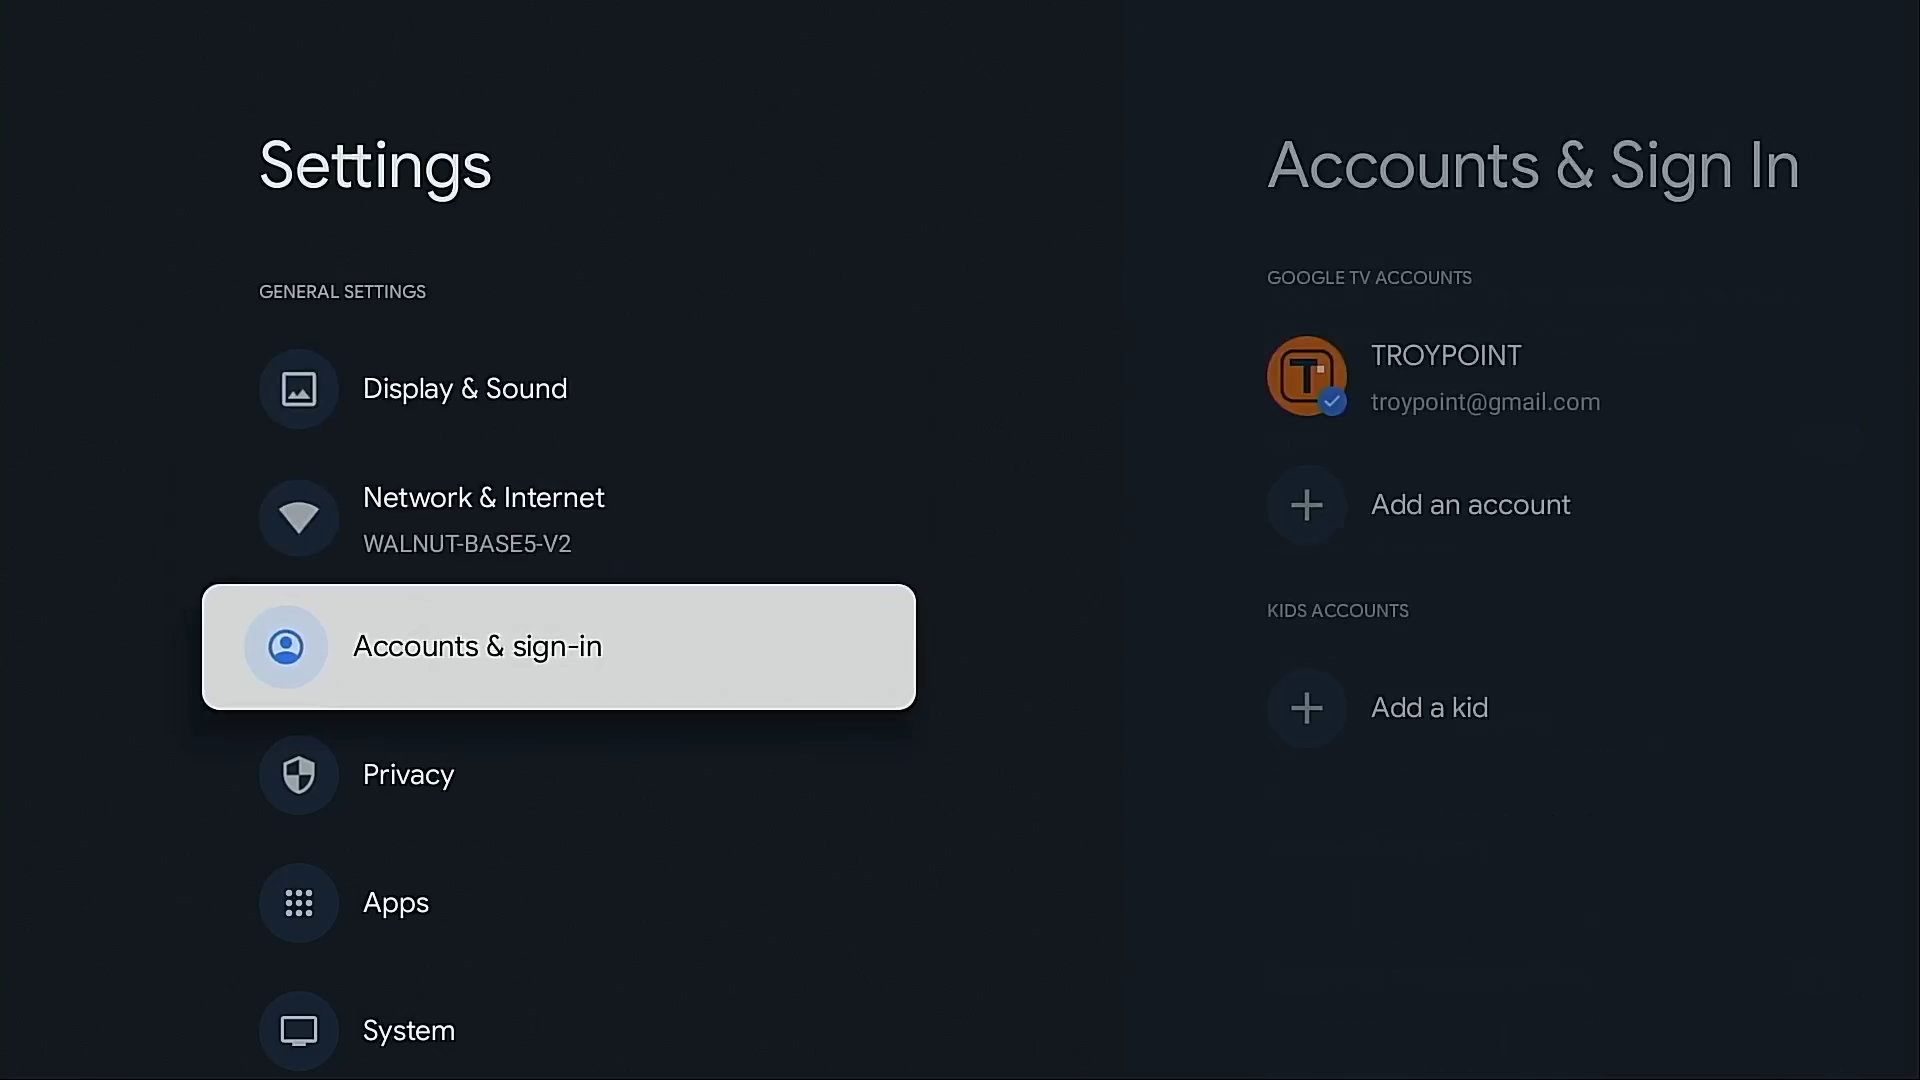 Settings
GENERAL SETTINGS
Display & Sound
Network & Internet
WALNUT-BASE5-V2
Accounts & sign-in
Privacy
Apps
System
Accounts & Sign In
GOOGLE TV ACCOUNTS
T
TROYPOINT
troypoint@gmail.com
Add an account
KIDS ACCOUNTS
Add a kid